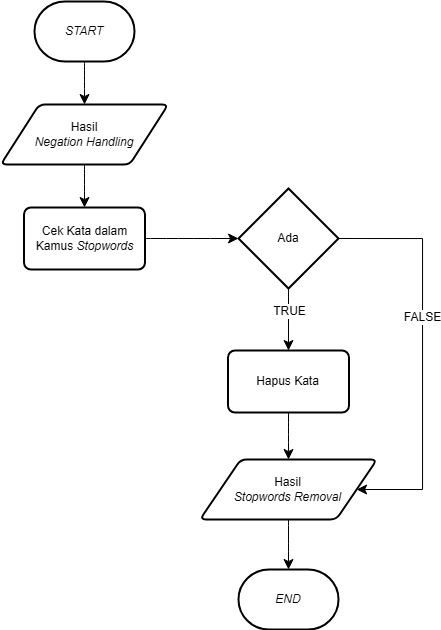 START
Hasil
Negation Handling
Cek Kata dalam
Kamus Stopwords
Ada
TRUE
FALSE
Hapus Kata
Hasil
Stopwords Removal
END